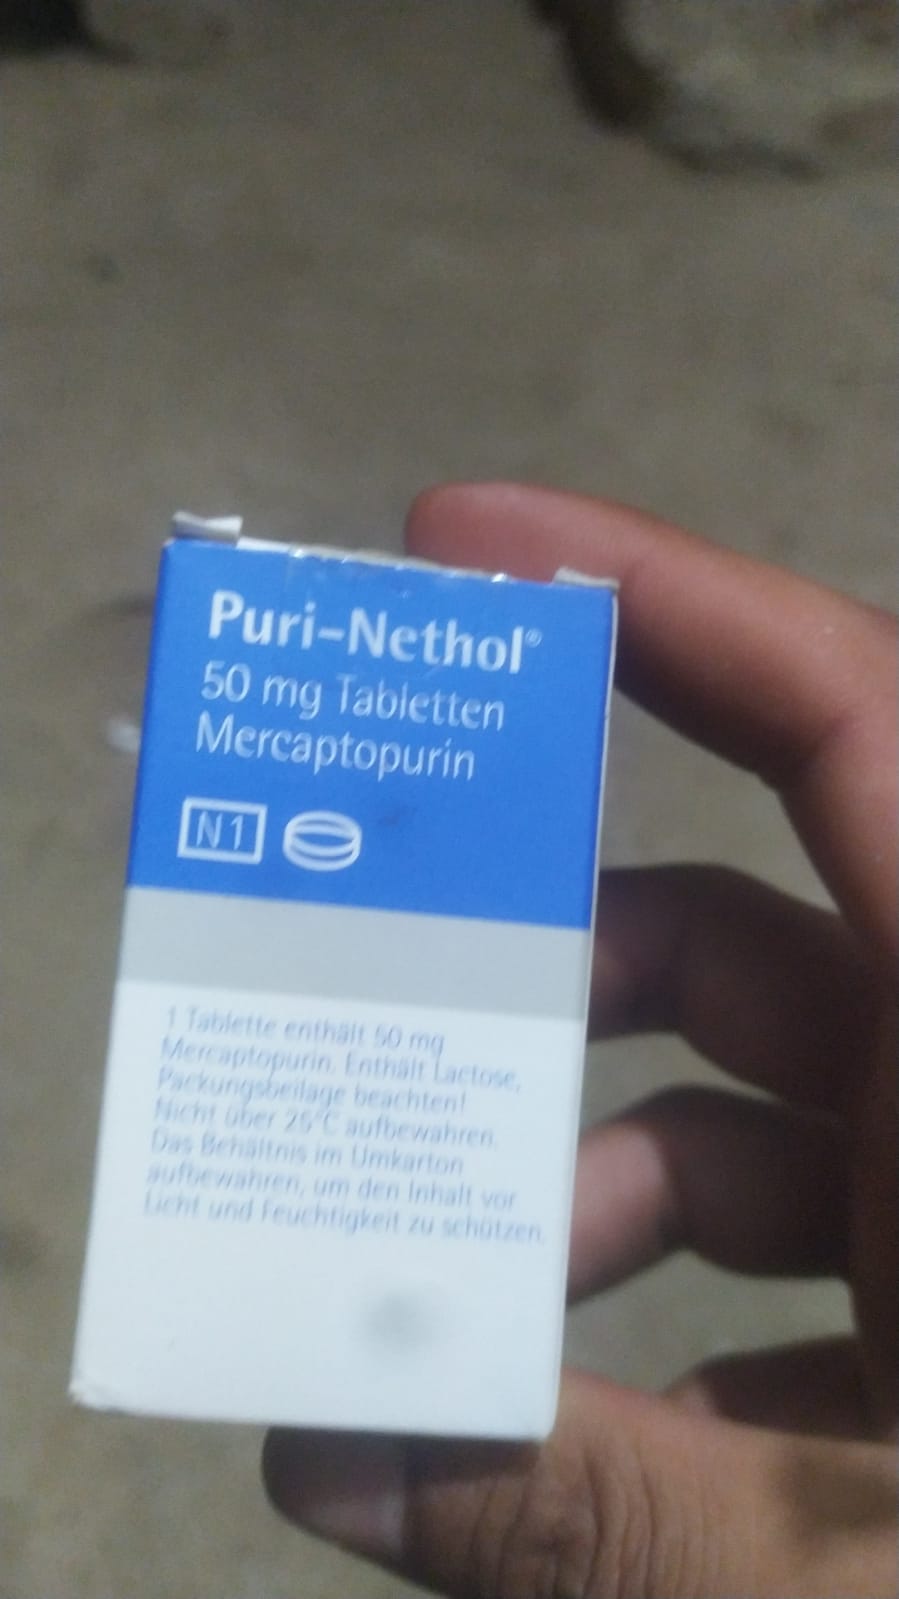 Puri-Nethol®
50 mg Tabletten
Mercaptopurin
N1
1 Tablette enthält 50 mg
Mercaptopurin. Enthält Lactose,
Packungsbeilage beachten!
Nicht über 25°C aufbewahren.
Das Behältnis im Umkarton
aufbewahren, um den Inhalt vor
Licht und Feuchtigkeit zu schützen.